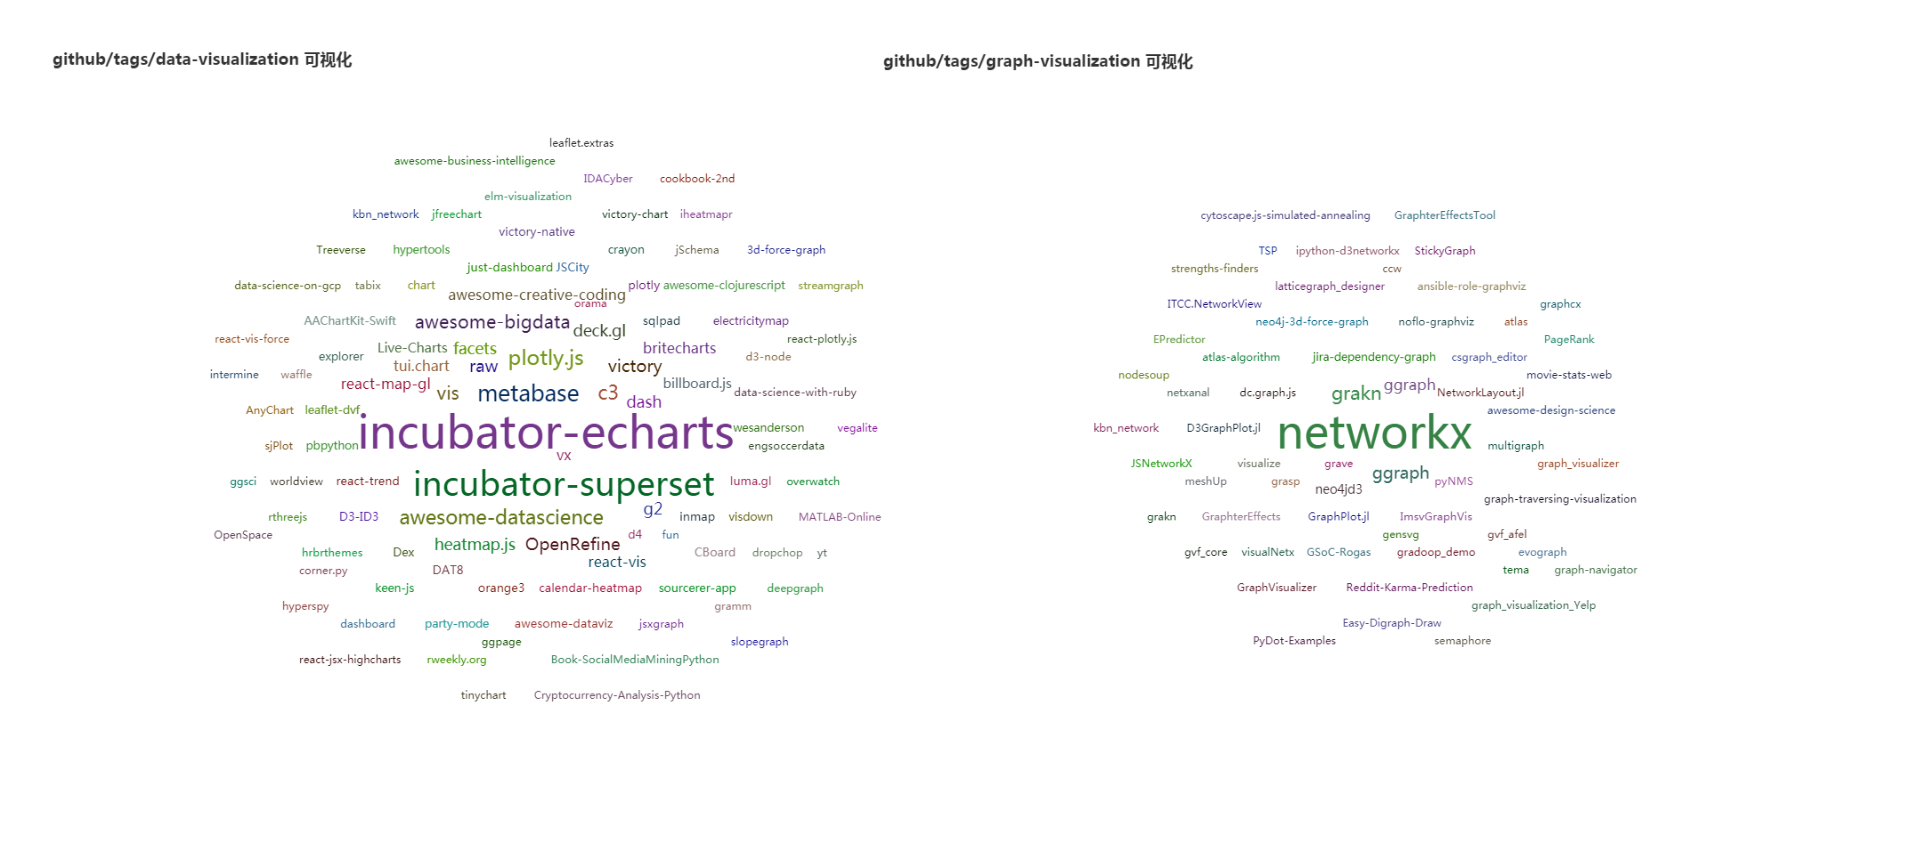 github/tags/data-visualization 可视化
leaflet.extras
awesome-business-intelligence
IDACyber cookbook-2nd
elm-visualization
kbn_network jfreechart victory-chart iheatmapr
victory-native
Treeverse hypertools crayon jSchema 3d-force-graph
just-dashboard JSCity
data-science-on-gcp tabix chart awesome-creative-coding plotly awesome-clojurescript streamgraph
orama
AAChartKit-Swift awesome-bigdata deck.gl sqlpad electricitymap
react-vis-force Live-Charts facets plotly.js britecharts react-plotly.js
explorer tui.chart raw victory d3-node
intermine waffle react-map-gl vis metabase c3 billboard.js data-science-with-ruby
dash
AnyChart leaflet-dvf incubator-echarts wesanderson vegalite
sjPlot pbpython vx engsoccerdata
ggsci worldview react-trend incubator-superset luma.gl overwatch
rthreejs D3-ID3 awesome-datascience g2 inmap visdown MATLAB-Online
OpenSpace heatmap.js OpenRefine d4 fun
hrbrthemes Dex react-vis CBoard dropchop yt
corner.py DAT8
keen-js orange3 calendar-heatmap sourcerer-app deepgraph
hyperspy gramm
dashboard party-mode awesome-dataviz jsxgraph
ggpage slopegraph
react-jsx-highcharts rweekly.org Book-SocialMediaMiningPython
tinychart Cryptocurrency-Analysis-Python
github/tags/graph-visualization 可视化
cytoscape.js-simulated-annealing GraphterEffectsTool
TSP ipython-d3networkx StickyGraph
strengths-finders ccw
latticegraph_designer ansible-role-graphviz
ITCC.NetworkView graphcx
neo4j-3d-force-graph noflo-graphviz atlas
EPredictor PageRank
atlas-algorithm jira-dependency-graph csgraph_editor
nodesoup movie-stats-web
netxanal dc.graph.js grakn ggraph NetworkLayout.jl
awesome-design-science
kbn_network D3GraphPlot.jl networkx multigraph
JSNetworkX visualize grave graph_visualizer
meshUp grasp neo4jd3 ggraph pyNMS
graph-traversing-visualization
grakn GraphterEffects GraphPlot.jl ImsvGraphVis
gensvg gvf_afel
gvf_core visualNetx GSoC-Rogas gradoop_demo evograph
tema graph-navigator
GraphVisualizer Reddit-Karma-Prediction
graph_visualization_Yelp
Easy-Digraph-Draw
PyDot-Examples semaphore